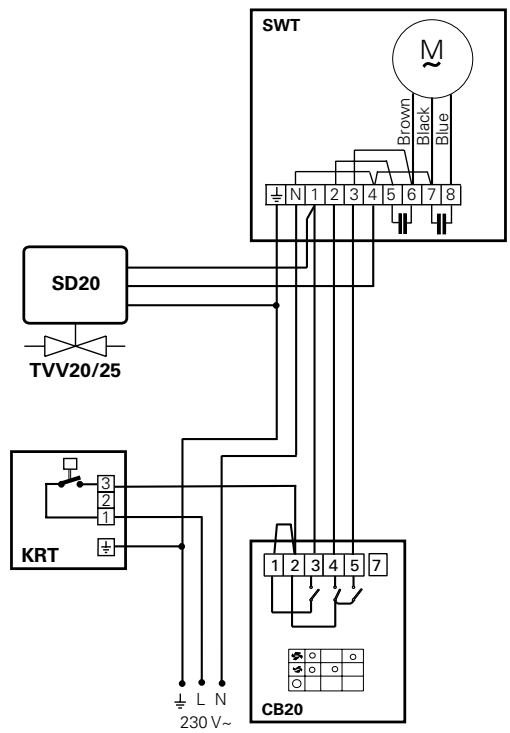 SWT
M
~
Brown
Black
Blue
N 1 2 3 4 5 6 7 8
SD20
TVV20/25
3
2
1
KRT
1 2 3 4 5 7
CB20
L N
230 V~